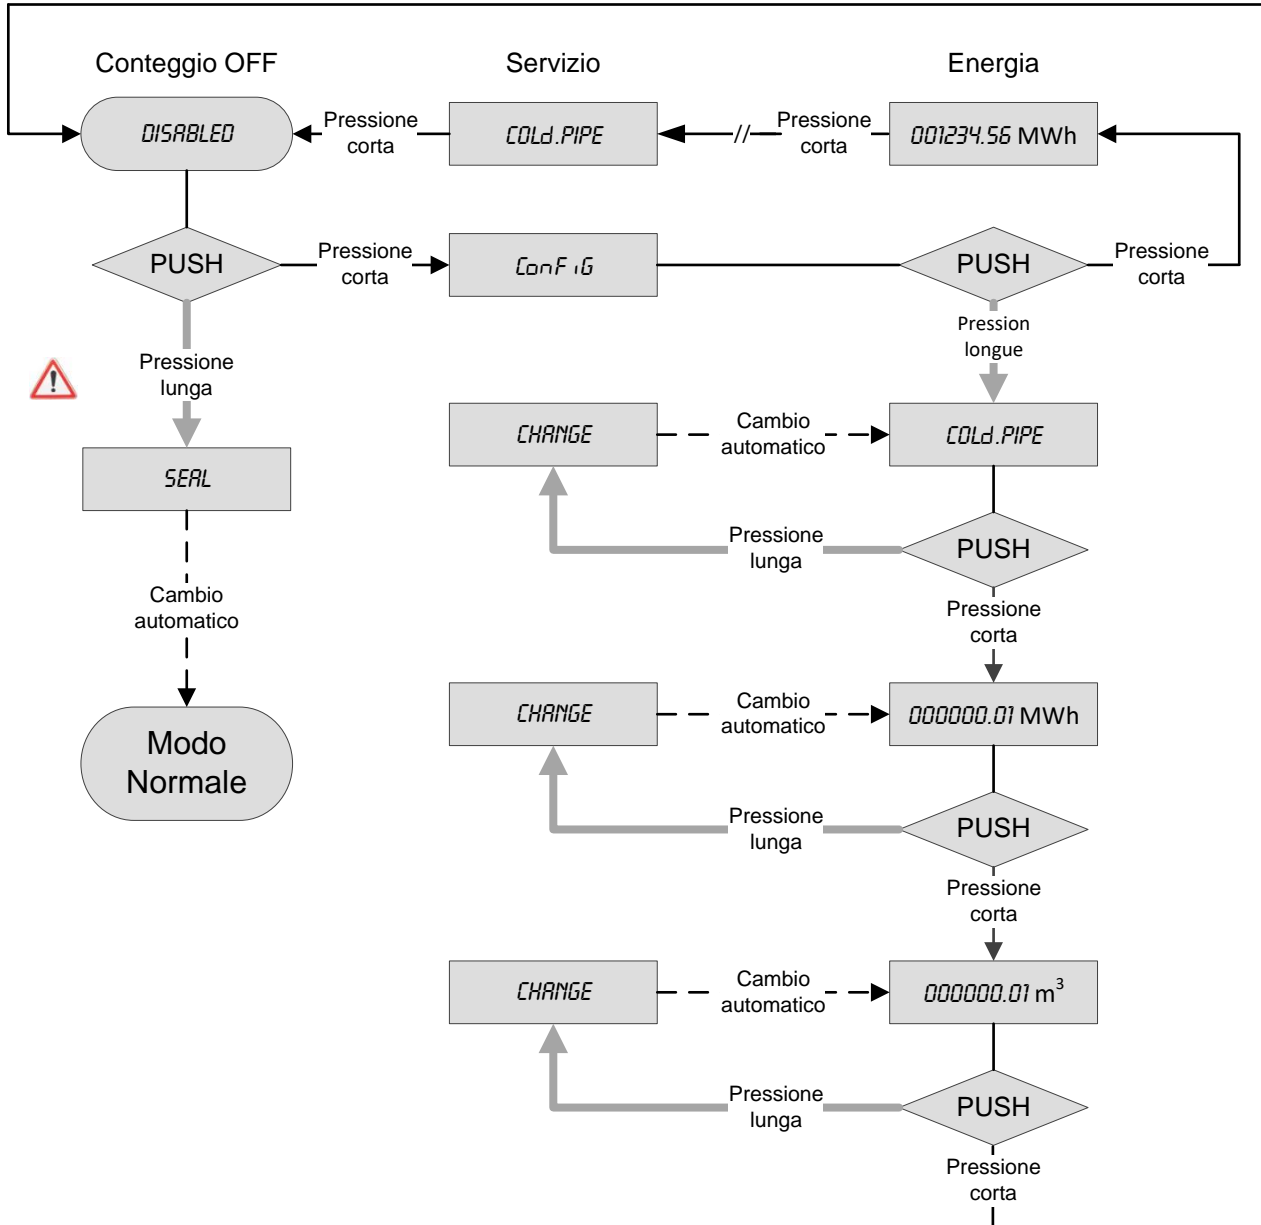 Conteggio OFF
Servizio
Energia
DISABLED
Pressione
corta
COLd.PIPE
Pressione
corta
001234.56 MWh
PUSH
Pressione
corta
ConFiG
PUSH
Pressione
corta
Pressione
lunga
Pression
longue
SEAL
CHANGE
Cambio
automatico
COLd.PIPE
Pressione
lunga
PUSH
Cambio
automatico
Pressione
corta
Modo
Normale
CHANGE
Cambio
automatico
000000.01 MWh
Pressione
lunga
PUSH
Pressione
corta
CHANGE
Cambio
automatico
000000.01 m³
Pressione
lunga
PUSH
Pressione
corta